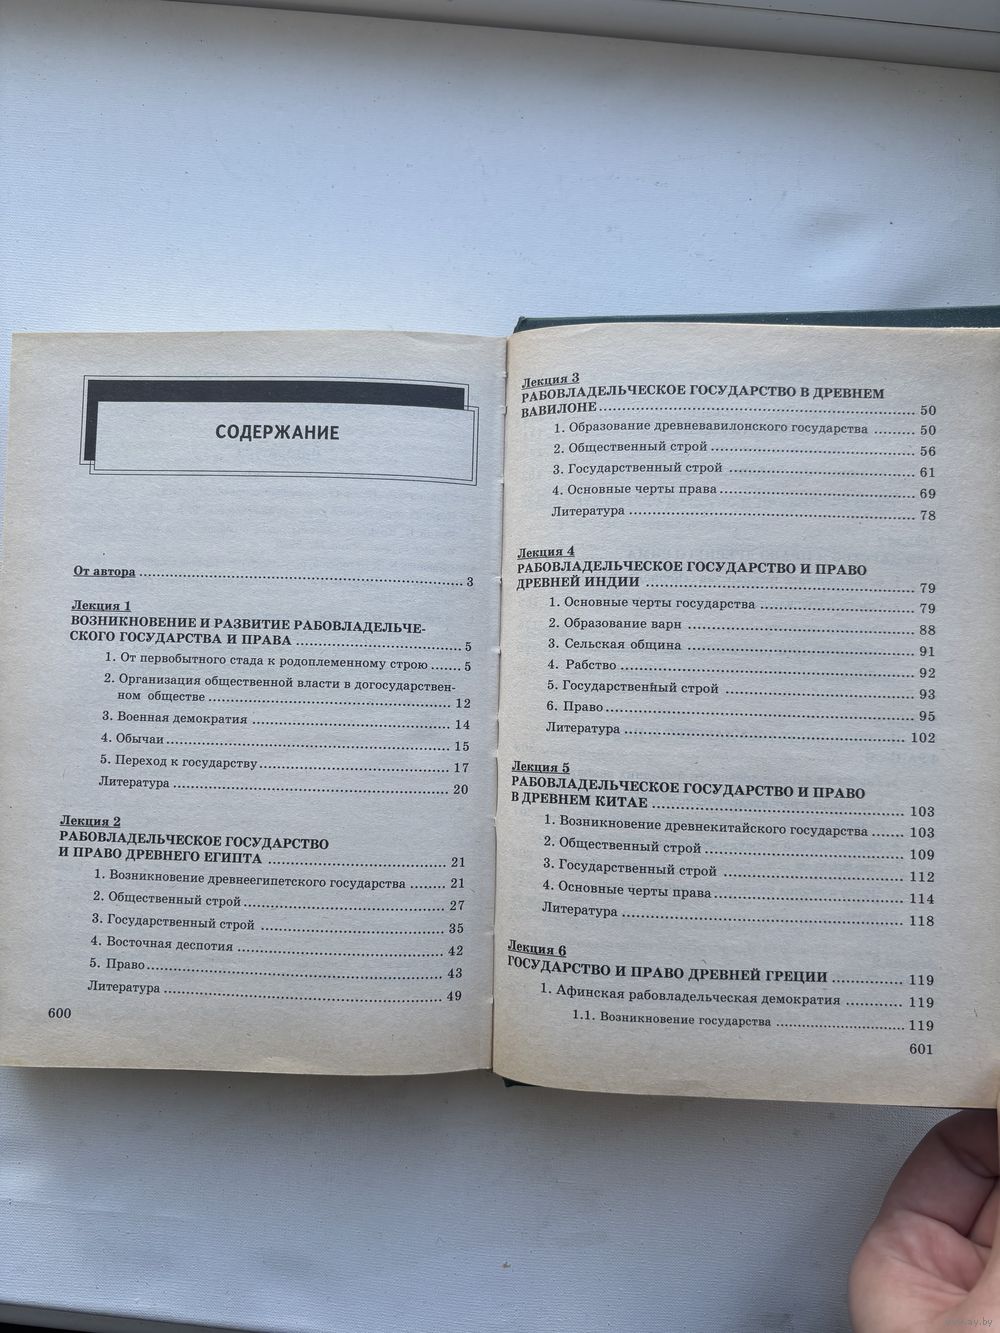 СОДЕРЖАНИЕ
От автора ........ 3
Лекция 1
ВОЗНИКНОВЕНИЕ И РАЗВИТИЕ РАБОВЛАДЕЛЬЧЕ-
СКОГО ГОСУДАРСТВА И ПРАВА ........ 5
1. От первобытного стада к родоплеменному строю ........ 5
2. Организация общественной власти в догосударствен-
ном обществе ........ 12
3. Военная демократия ........ 14
4. Обычаи ........ 15
5. Переход к государству ........ 17
Литература ........ 20
Лекция 2
РАБОВЛАДЕЛЬЧЕСКОЕ ГОСУДАРСТВО
И ПРАВО ДРЕВНЕГО ЕГИПТА ........ 21
1. Возникновение древнеегипетского государства ........ 21
2. Общественный строй ........ 27
3. Государственный строй ........ 35
4. Восточная деспотия ........ 42
5. Право ........ 43
Литература ........ 49
600
Лекция 3
РАБОВЛАДЕЛЬЧЕСКОЕ ГОСУДАРСТВО В ДРЕВНЕМ
ВАВИЛОНЕ ........ 50
1. Образование древневавилонского государства ........ 50
2. Общественный строй ........ 56
3. Государственный строй ........ 61
4. Основные черты права ........ 69
Литература ........ 78
Лекция 4
РАБОВЛАДЕЛЬЧЕСКОЕ ГОСУДАРСТВО И ПРАВО
ДРЕВНЕЙ ИНДИИ ........ 79
1. Основные черты государства ........ 79
2. Образование варн ........ 88
3. Сельская община ........ 91
4. Рабство ........ 92
5. Государственный строй ........ 93
6. Право ........ 95
Литература ........ 102
Лекция 5
РАБОВЛАДЕЛЬЧЕСКОЕ ГОСУДАРСТВО И ПРАВО
В ДРЕВНЕМ КИТАЕ ........ 103
1. Возникновение древнекитайского государства ........ 103
2. Общественный строй ........ 109
3. Государственный строй ........ 112
4. Основные черты права ........ 114
Литература ........ 118
Лекция 6
ГОСУДАРСТВО И ПРАВО ДРЕВНЕЙ ГРЕЦИИ ........ 119
1. Афинская рабовладельческая демократия ........ 119
1.1. Возникновение государства ........ 119
601
www.ay.by